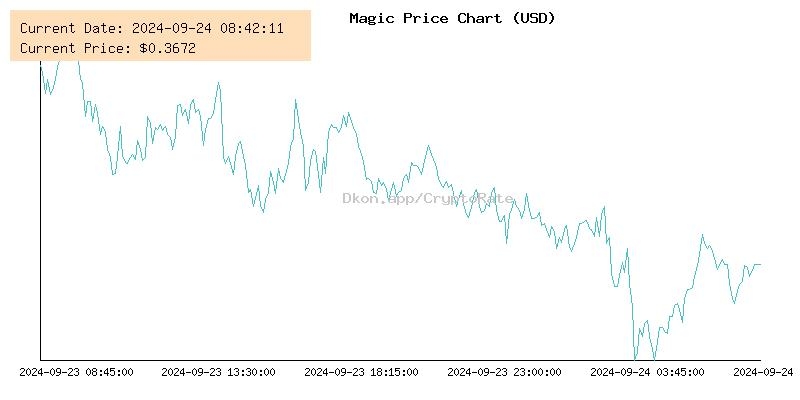 Magic Price Chart (USD)
Current Date: 2024-09-24 08:42:11
Current Price: $0.3672
Dkon.app/CryptoRate
2024-09-23 08:45:00
2024-09-23 13:30:00
2024-09-23 18:15:00
2024-09-23 23:00:00
2024-09-24 03:45:00
2024-09-24